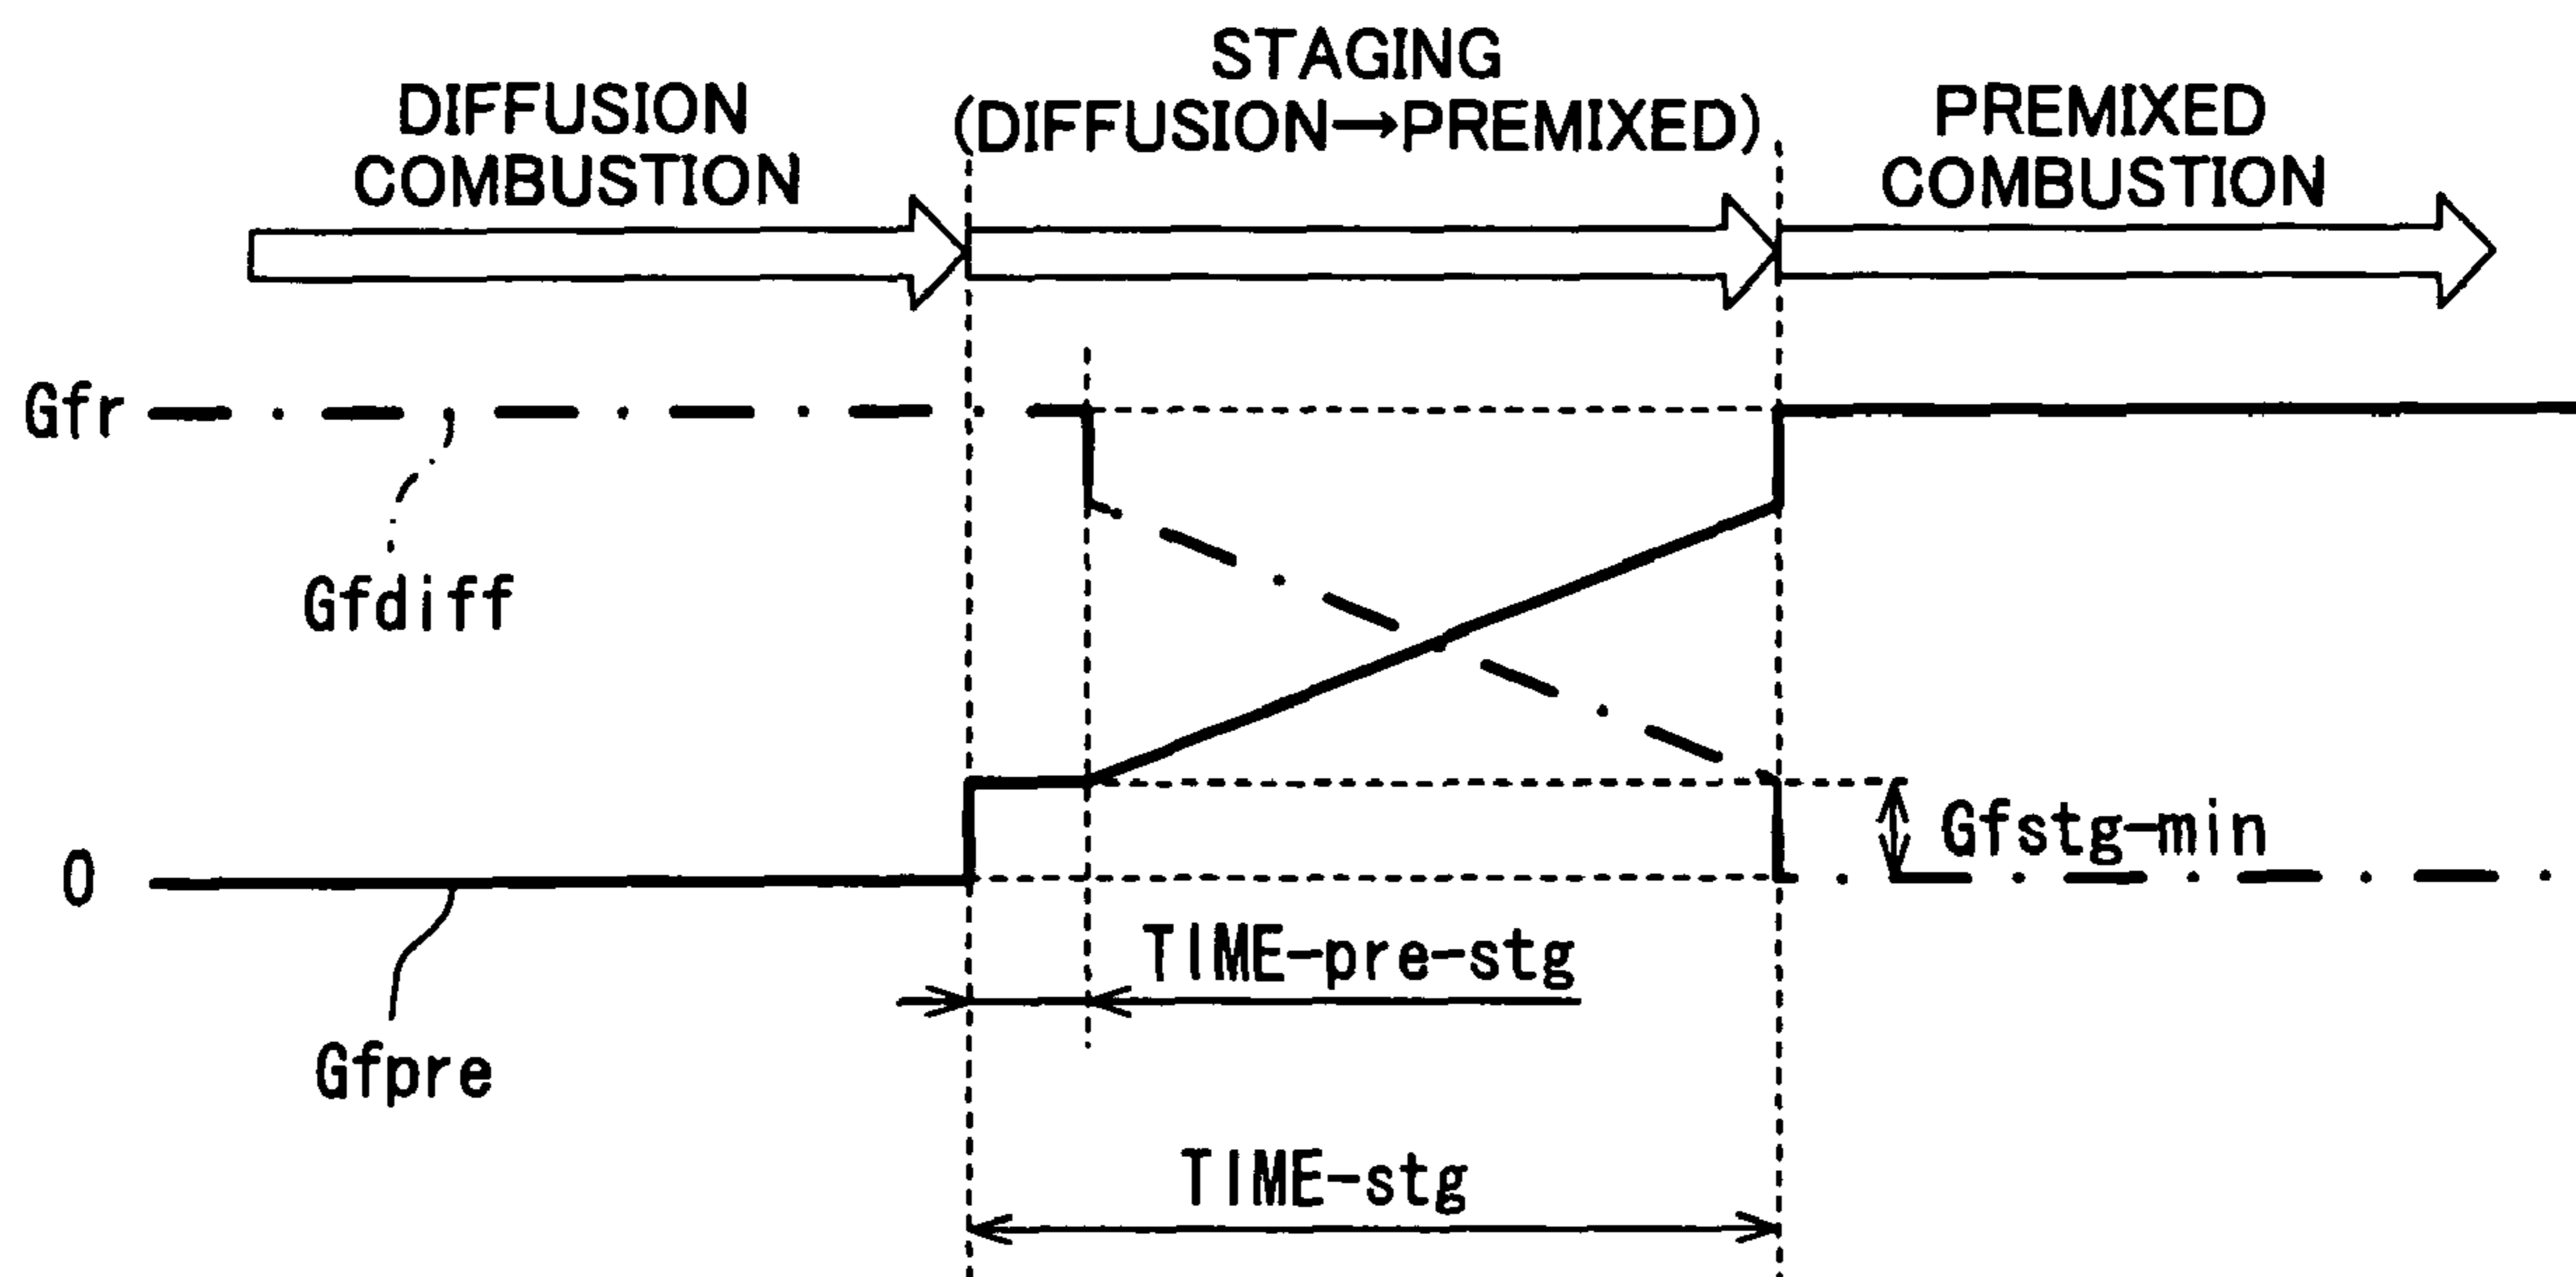 DIFFUSION
COMBUSTION
STAGING
(DIFFUSION→PREMIXED)
PREMIXED
COMBUSTION
Gfr
Gfdiff
Gfstg-min
0
TIME-pre-stg
Gfpre
TIME-stg